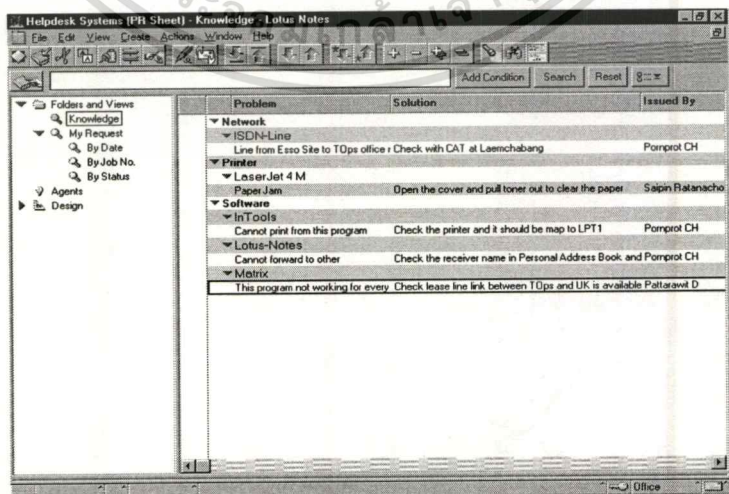 Helpdesk Systems [PR Sheet] - Knowledge - Lotus Notes
File Edit View Create Actions Window Help
Add Condition Search Reset
Folders and Views
Knowledge
My Request
By Date
By Job No.
By Status
Agents
Design
Problem Solution Issued By
Network
ISDN-Line
Line from Esso Site to TOps office r Check with CAT at Laemchabang Pornprot CH
Printer
LaserJet 4 M
Paper Jam Open the cover and pull toner out to clear the paper Saipin Ratanacho
Software
InTools
Cannot print from this program Check the printer and it should be map to LPT1 Pornprot CH
Lotus-Notes
Cannot forward to other Check the receiver name in Personal Address Book and Pornprot CH
Matrix
This program not working for every Check lease line link between TOps and UK is available Pattarawit D
Office